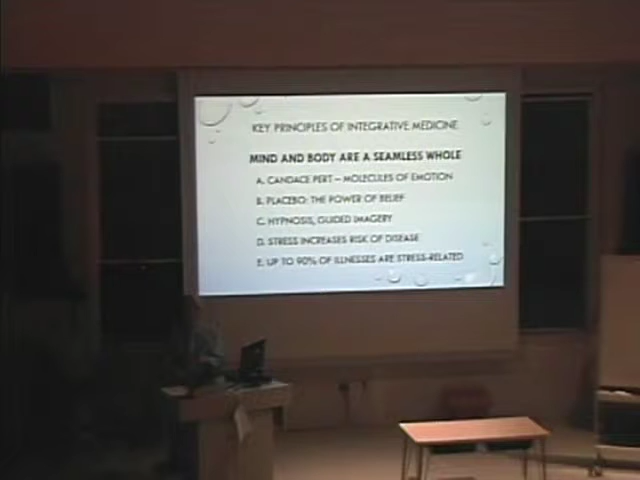 KEY PRINCIPLES OF INTEGRATIVE MEDICINE
MIND AND BODY ARE A SEAMLESS WHOLE
A. CANDACE PERT – MOLECULES OF EMOTION
B. PLACEBO: THE POWER OF BELIEF
C. HYPNOSIS, GUIDED IMAGERY
D. STRESS INCREASES RISK OF DISEASE
E. UP TO 90% OF ILLNESSES ARE STRESS-RELATED